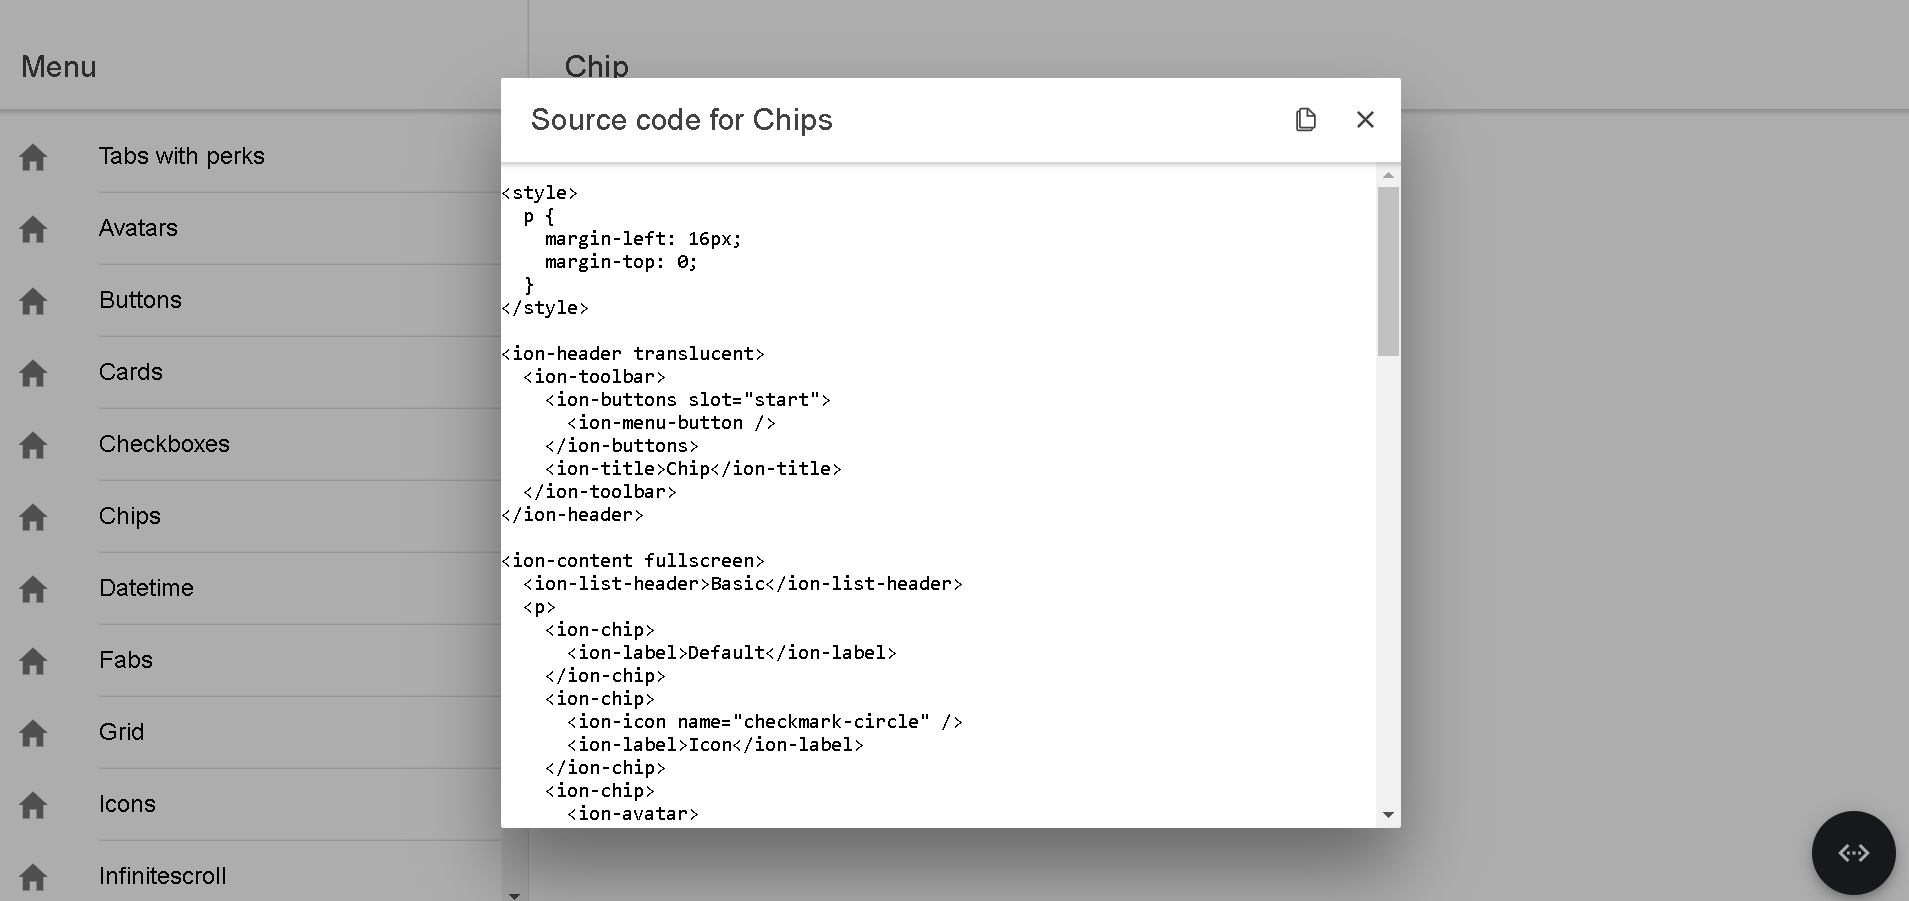 Menu
Chip
Tabs with perks
Avatars
Buttons
Cards
Checkboxes
Chips
Datetime
Fabs
Grid
Icons
Infinitescroll
Source code for Chips
<style>
  p {
    margin-left: 16px;
    margin-top: 0;
  }
</style>

<ion-header translucent>
  <ion-toolbar>
    <ion-buttons slot="start">
      <ion-menu-button />
    </ion-buttons>
    <ion-title>Chip</ion-title>
  </ion-toolbar>
</ion-header>

<ion-content fullscreen>
  <ion-list-header>Basic</ion-list-header>
  <p>
    <ion-chip>
      <ion-label>Default</ion-label>
    </ion-chip>
    <ion-chip>
      <ion-icon name="checkmark-circle" />
      <ion-label>Icon</ion-label>
    </ion-chip>
    <ion-chip>
      <ion-avatar>